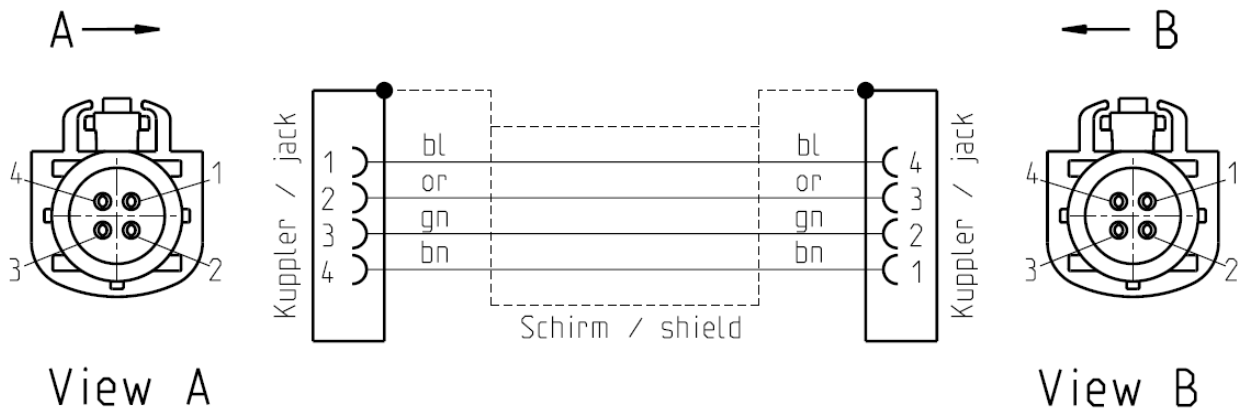 A
B
Kuppler / jack
Kuppler / jack
1 bl bl 4
2 or or 3
3 gn gn 2
4 bn bn 1
4 1
3 2
4 1
3 2
Schirm / shield
View A
View B